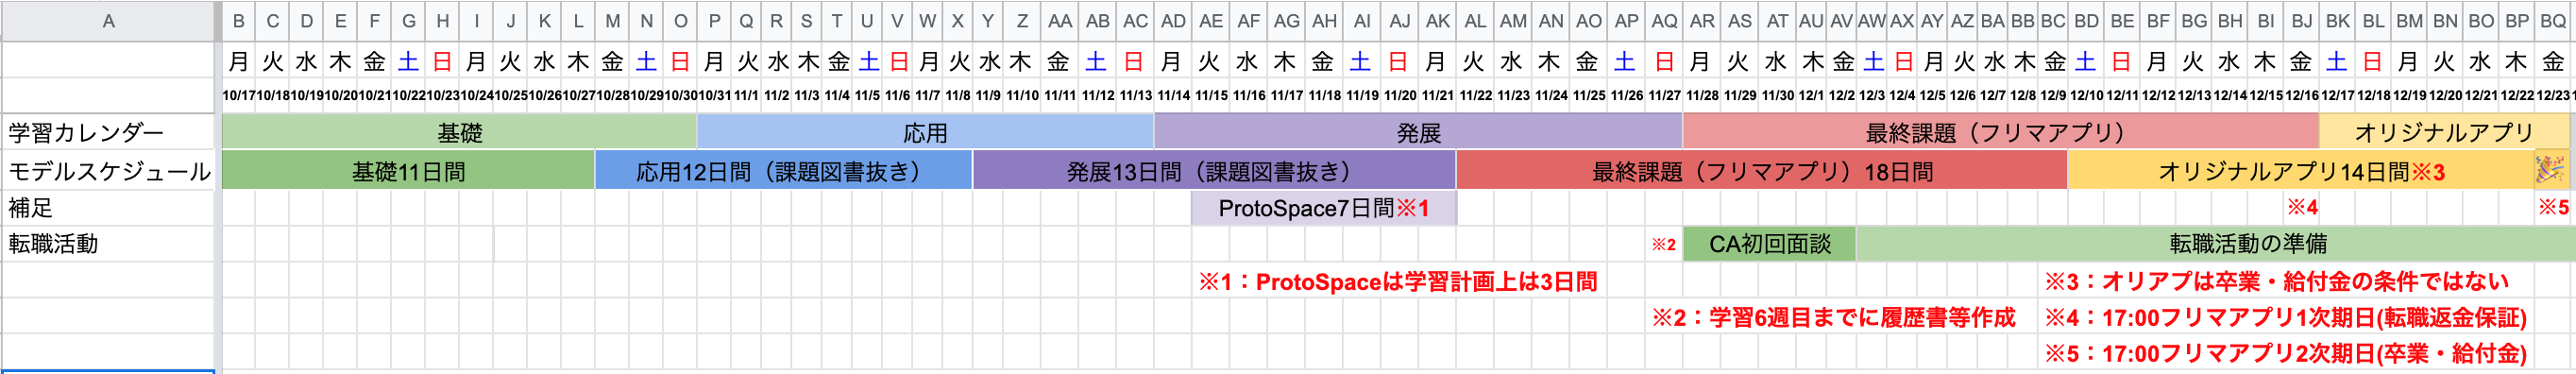 A B C D E F G H I J K L M N O P Q R S T U V W X Y Z AA AB AC AD AE AF AG AH AI AJ AK AL AM AN AO AP AQ AR AS AT AU AV AW AX AY AZ BA BB BC BD BE BF BG BH BI BJ BK BL BM BN BO BP BQ
月 火 水 木 金 土 日 月 火 水 木 金 土 日 月 火 水 木 金 土 日 月 火 水 木 金 土 日 月 火 水 木 金 土 日 月 火 水 木 金 土 日 月 火 水 木 金 土 日 月 火 水 木 金 土 日 月 火 水 木 金 土 日 月 火 水 木 金
10/17 10/18 10/19 10/20 10/21 10/22 10/23 10/24 10/25 10/26 10/27 10/28 10/29 10/30 10/31 11/1 11/2 11/3 11/4 11/5 11/6 11/7 11/8 11/9 11/10 11/11 11/12 11/13 11/14 11/15 11/16 11/17 11/18 11/19 11/20 11/21 11/22 11/23 11/24 11/25 11/26 11/27 11/28 11/29 11/30 12/1 12/2 12/3 12/4 12/5 12/6 12/7 12/8 12/9 12/10 12/11 12/12 12/13 12/14 12/15 12/16 12/17 12/18 12/19 12/20 12/21 12/22 12/23
学習カレンダー 基礎 応用 発展 最終課題（フリマアプリ） オリジナルアプリ
モデルスケジュール 基礎11日間 応用12日間（課題図書抜き） 発展13日間（課題図書抜き） 最終課題（フリマアプリ）18日間 オリジナルアプリ14日間※3 🎉
補足 ProtoSpace7日間※1 ※4 ※5
転職活動 ※2 CA初回面談 転職活動の準備
※1：ProtoSpaceは学習計画上は3日間 ※3：オリアプは卒業・給付金の条件ではない
※2：学習6週目までに履歴書等作成 ※4：17:00フリマアプリ1次期日(転職返金保証)
※5：17:00フリマアプリ2次期日(卒業・給付金)